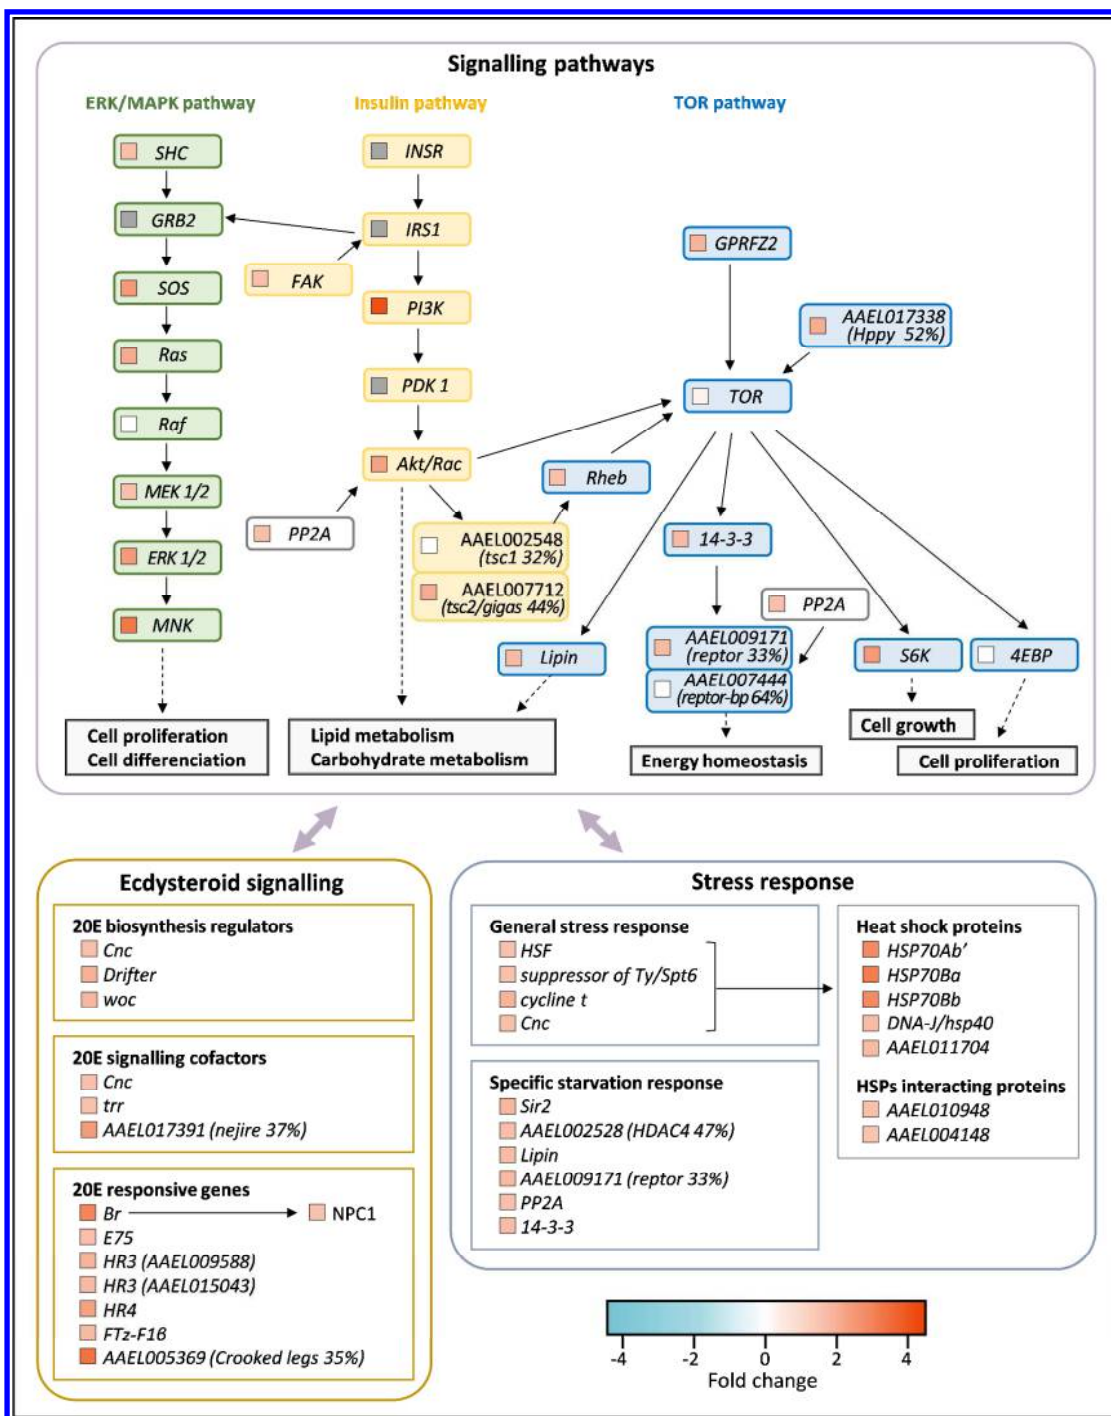 Signalling pathways
ERK/MAPK pathway
Insulin pathway
TOR pathway
SHC
INSR
GRB2
IRS1
GPRFZ2
FAK
SOS
PI3K
AAEL017338
(Hppy 52%)
Ras
PDK 1
TOR
Raf
Akt/Rac
Rheb
MEK 1/2
PP2A
AAEL002548
(tsc1 32%)
14-3-3
ERK 1/2
AAEL007712
(tsc2/gigas 44%)
PP2A
MNK
Lipin
AAEL009171
(reptor 33%)
S6K
4EBP
AAEL007444
(reptor-bp 64%)
Cell proliferation
Cell differenciation
Lipid metabolism
Carbohydrate metabolism
Energy homeostasis
Cell growth
Cell proliferation
Ecdysteroid signalling
20E biosynthesis regulators
Cnc
Drifter
woc
20E signalling cofactors
Cnc
trr
AAEL017391 (nejire 37%)
20E responsive genes
Br
NPC1
E75
HR3 (AAEL009588)
HR3 (AAEL015043)
HR4
FTz-F1β
AAEL005369 (Crooked legs 35%)
Stress response
General stress response
HSF
suppressor of Ty/Spt6
cycline t
Cnc
Specific starvation response
Sir2
AAEL002528 (HDAC4 47%)
Lipin
AAEL009171 (reptor 33%)
PP2A
14-3-3
Heat shock proteins
HSP70Ab'
HSP70Ba
HSP70Bb
DNA-J/hsp40
AAEL011704
HSPs interacting proteins
AAEL010948
AAEL004148
-4 -2 0 2 4
Fold change